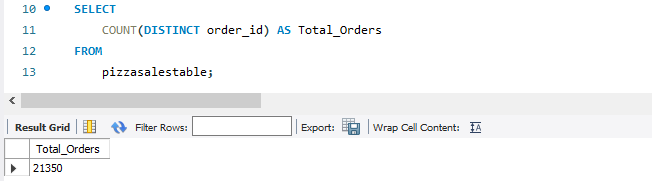 10 SELECT
11 COUNT(DISTINCT order_id) AS Total_Orders
12 FROM
13 pizzasalestable;
Result Grid Filter Rows: Export: Wrap Cell Content: IA
Total_Orders
21350